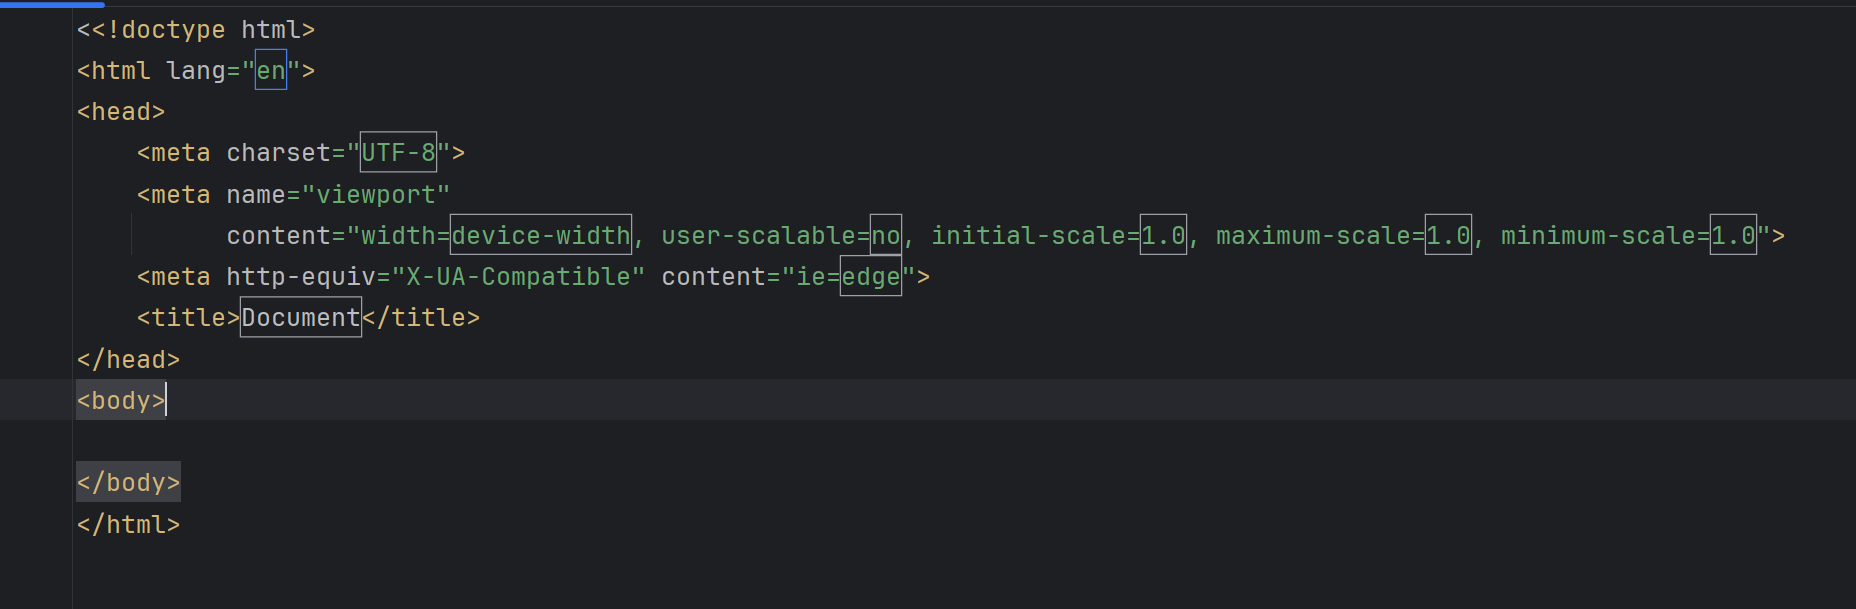 <<!doctype html>
<html lang="en">
<head>
    <meta charset="UTF-8">
    <meta name="viewport"
          content="width=device-width, user-scalable=no, initial-scale=1.0, maximum-scale=1.0, minimum-scale=1.0">
    <meta http-equiv="X-UA-Compatible" content="ie=edge">
    <title>Document</title>
</head>
<body>
</body>
</html>